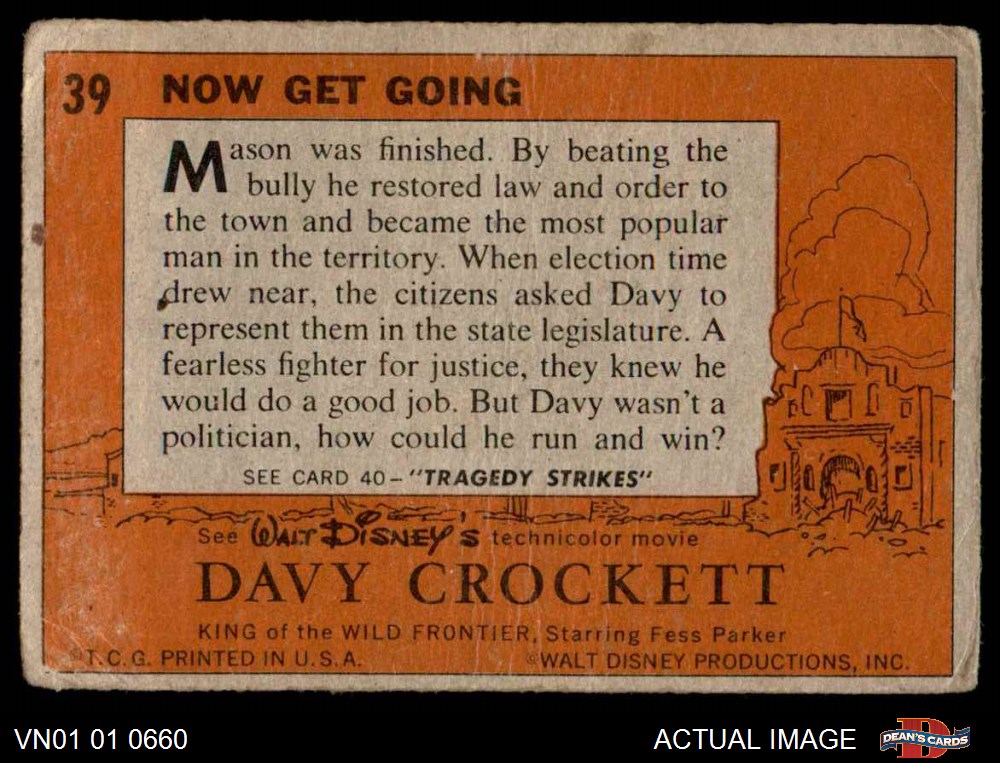 39 NOW GET GOING
Mason was finished. By beating the
bully he restored law and order to
the town and became the most popular
man in the territory. When election time
drew near, the citizens asked Davy to
represent them in the state legislature. A
fearless fighter for justice, they knew he
would do a good job. But Davy wasn't a
politician, how could he run and win?
SEE CARD 40-"TRAGEDY STRIKES"
See WALT DISNEY'S technicolor movie
DAVY CROCKETT
KING of the WILD FRONTIER, Starring Fess Parker
©T.C.G. PRINTED IN U.S.A. ©WALT DISNEY PRODUCTIONS, INC.
VN01 01 0660 ACTUAL IMAGE D DEAN'S CARDS